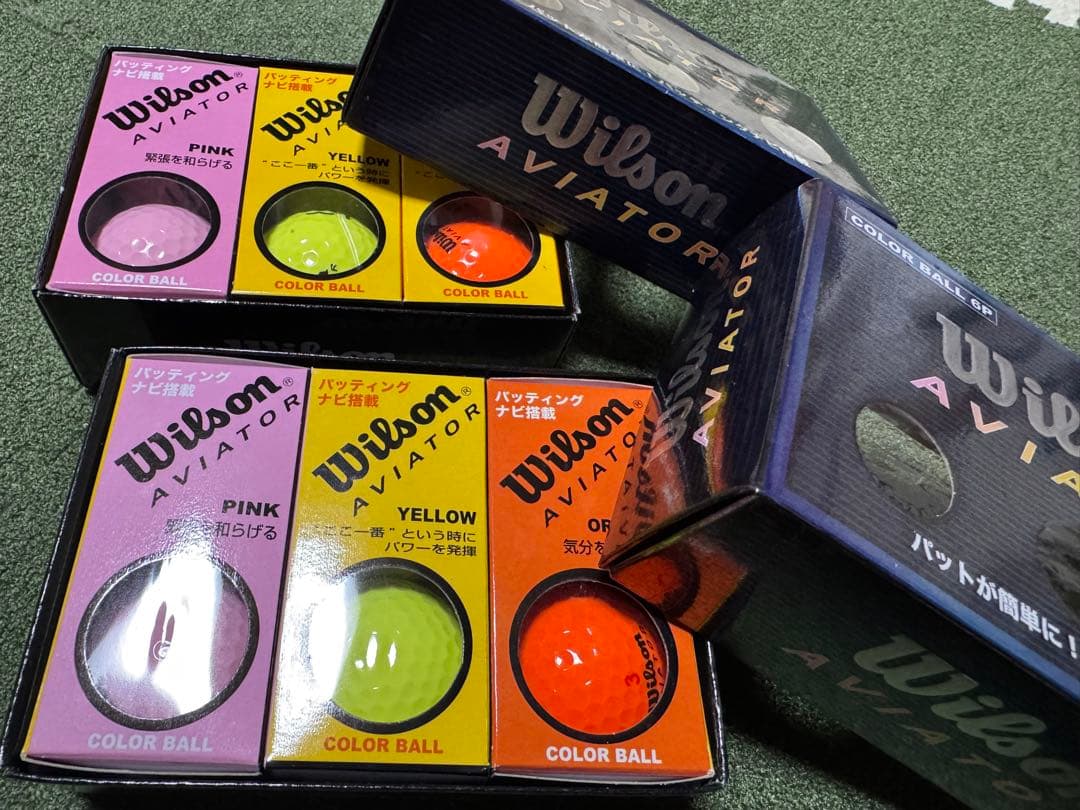 パッティング
ナビ搭載
Wilson®
AVIATOR
PINK
緊張を和らげる
COLOR BALL
パッティング
ナビ搭載
YELLOW
"ここ一番"という時に
パワーを発揮
COLOR BALL
COLOR BALL
Wilson
AVIATOR
AVIATOR
COLOR BALL 6P
パットが簡単に!
パッティング
ナビ搭載
Wilson®
AVIATOR
PINK
和らげる
COLOR BALL
パッティング
ナビ搭載
Wilson®
AVIATOR
YELLOW
"ここ一番"という時に
パワーを発揮
COLOR BALL
パッティング
ナビ搭載
Wilson®
気分を
3
Wilson
COLOR BALL